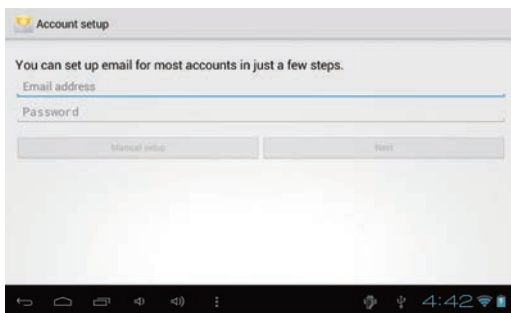 Account setup
You can set up email for most accounts in just a few steps.
Email address
Password
Manual setup Next
4:42